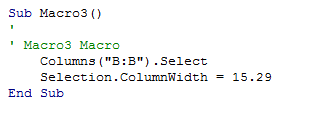 Sub Macro3()
'
' Macro3 Macro
    Columns("B:B").Select
    Selection.ColumnWidth = 15.29
End Sub